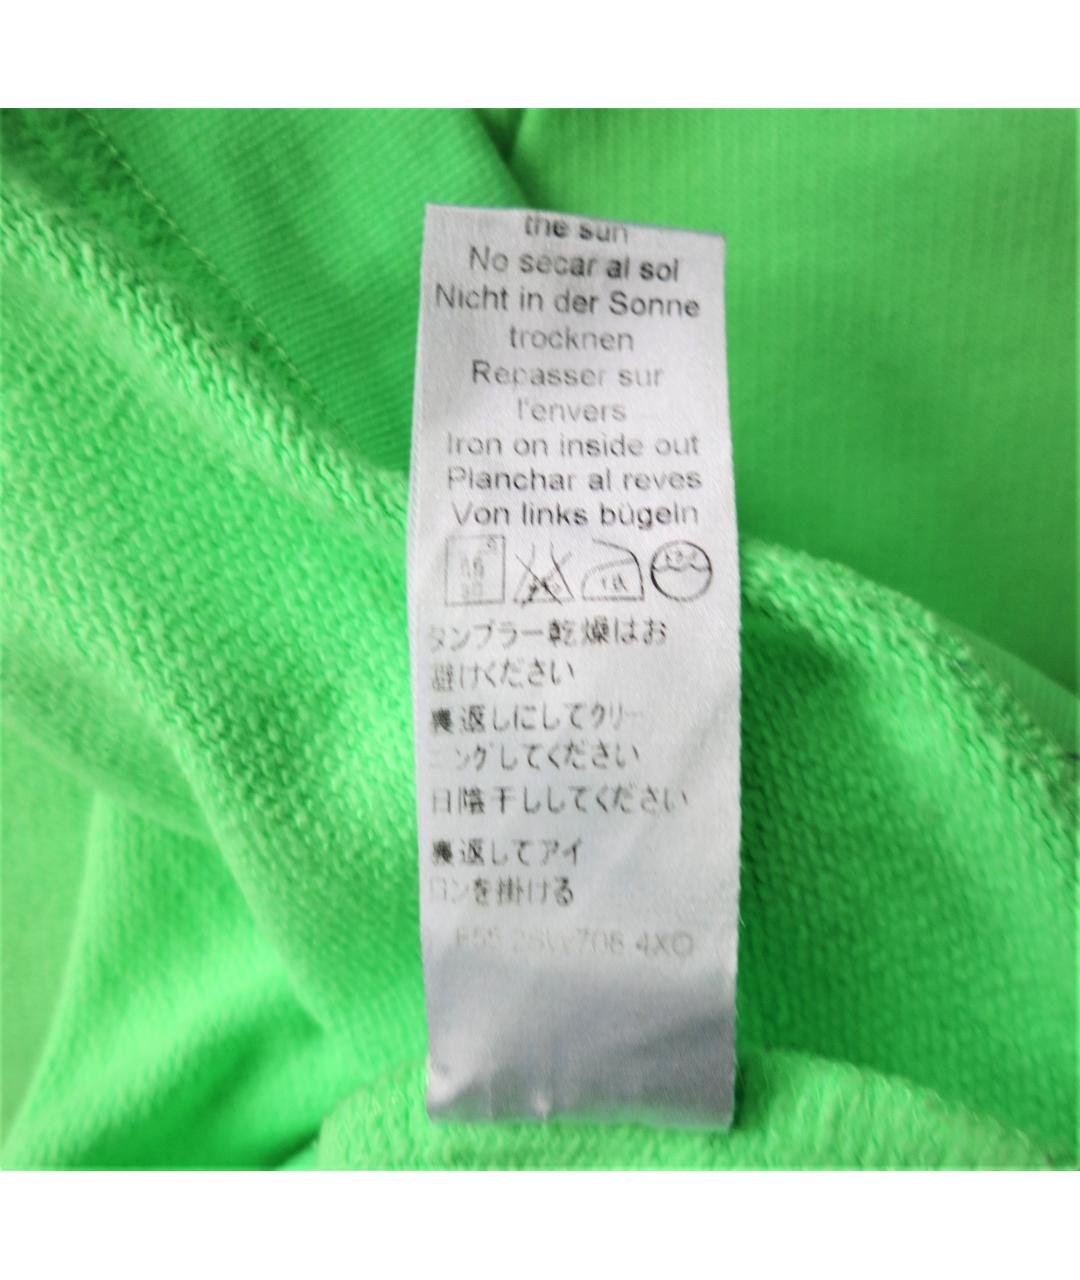 the sun
No secar al sol
Nicht in der Sonne
trocknen
Repasser sur
l'envers
Iron on inside out
Planchar al reves
Von links bügeln
タンブラー乾燥はお
避けください
裏返しにしてクリー
ニングしてください
日陰干ししてください
裏返してアイ
ロンを掛ける
4XO